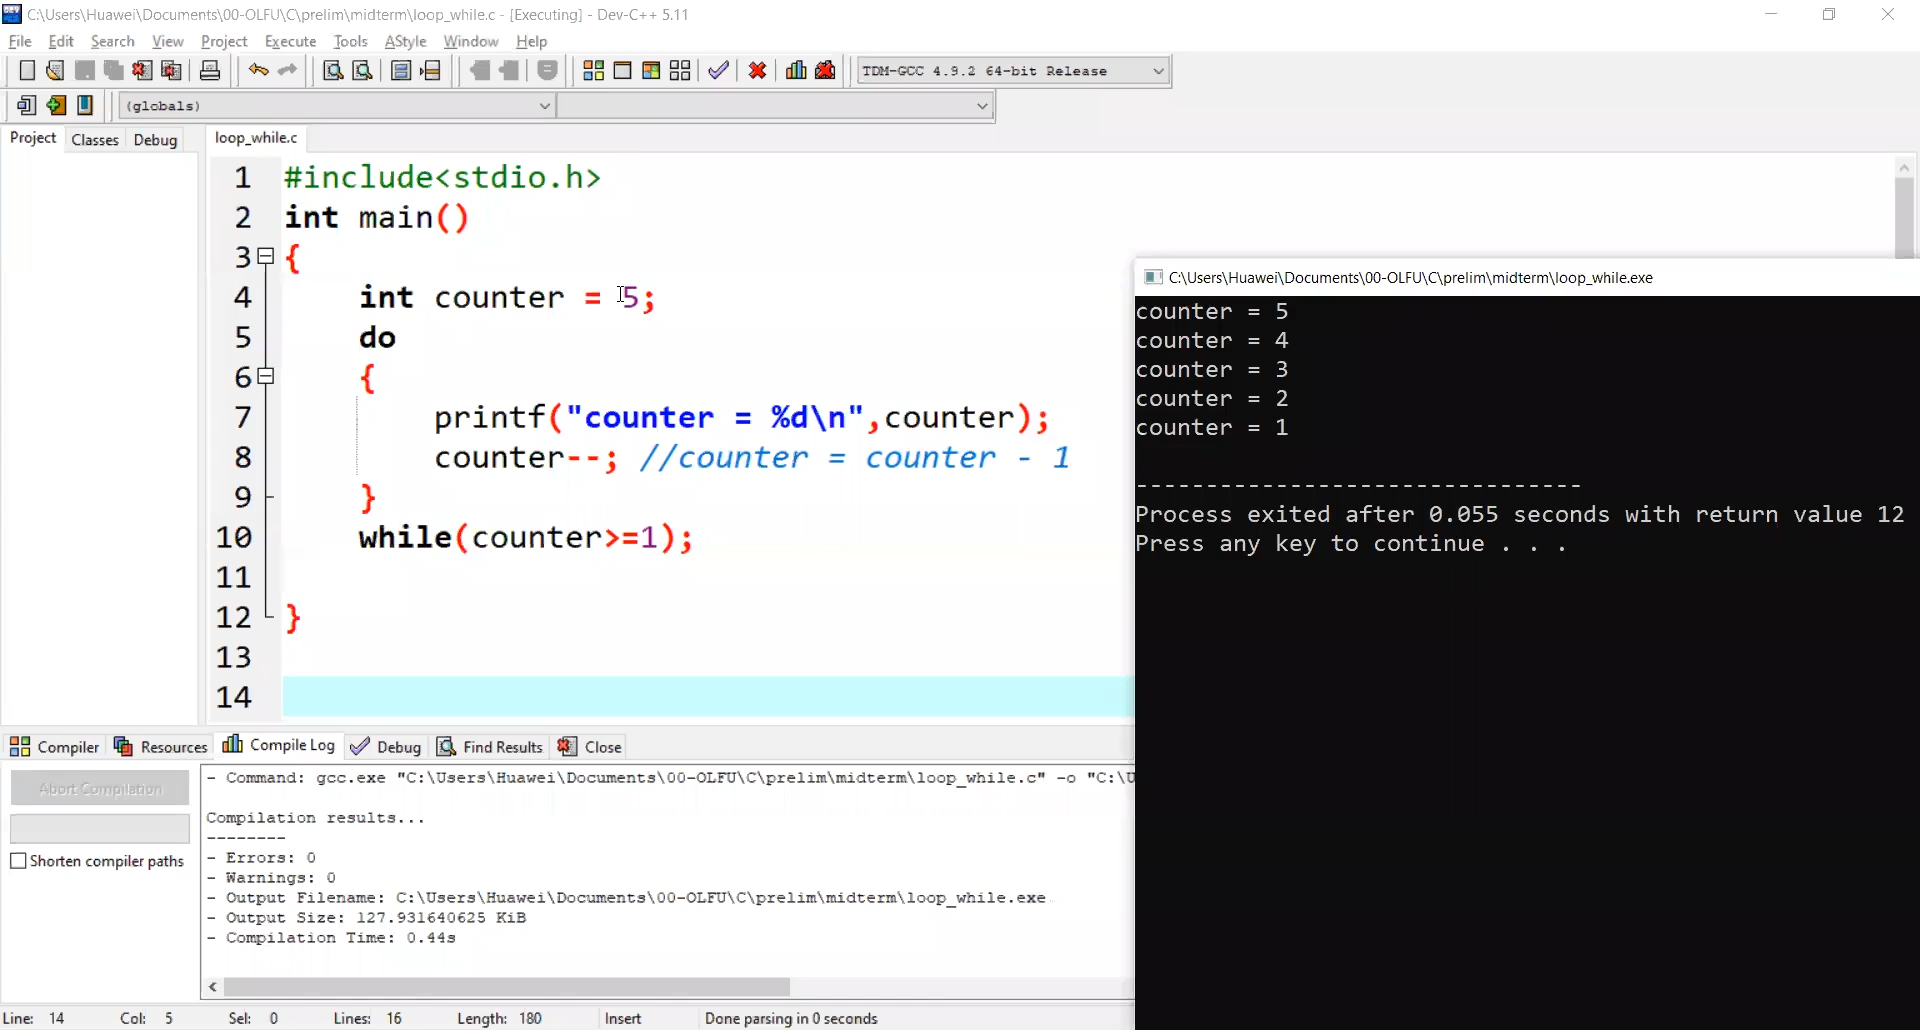 C:\Users\Huawei\Documents\00-OLFU\C\prelim\midterm\loop_while.c - [Executing] - Dev-C++ 5.11
File Edit Search View Project Execute Tools AStyle Window Help
TDM-GCC 4.9.2 64-bit Release
(globals)
Project Classes Debug
loop_while.c
1 #include<stdio.h>
2 int main()
3 {
4 int counter = 5;
5 do
6 {
7 printf("counter = %d\n",counter);
8 counter--; //counter = counter - 1
9 }
10 while(counter>=1);
11
12 }
13
14
C:\Users\Huawei\Documents\00-OLFU\C\prelim\midterm\loop_while.exe
counter = 5
counter = 4
counter = 3
counter = 2
counter = 1
--------------------------------
Process exited after 0.055 seconds with return value 12
Press any key to continue . . .
Compiler Resources Compile Log Debug Find Results Close
Abort Compilation
Shorten compiler paths
- Command: gcc.exe "C:\Users\Huawei\Documents\00-OLFU\C\prelim\midterm\loop_while.c" -o "C:\U
Compilation results...
--------
- Errors: 0
- Warnings: 0
- Output Filename: C:\Users\Huawei\Documents\00-OLFU\C\prelim\midterm\loop_while.exe
- Output Size: 127.931640625 KiB
- Compilation Time: 0.44s
Line: 14 Col: 5 Sel: 0 Lines: 16 Length: 180 Insert Done parsing in 0 seconds